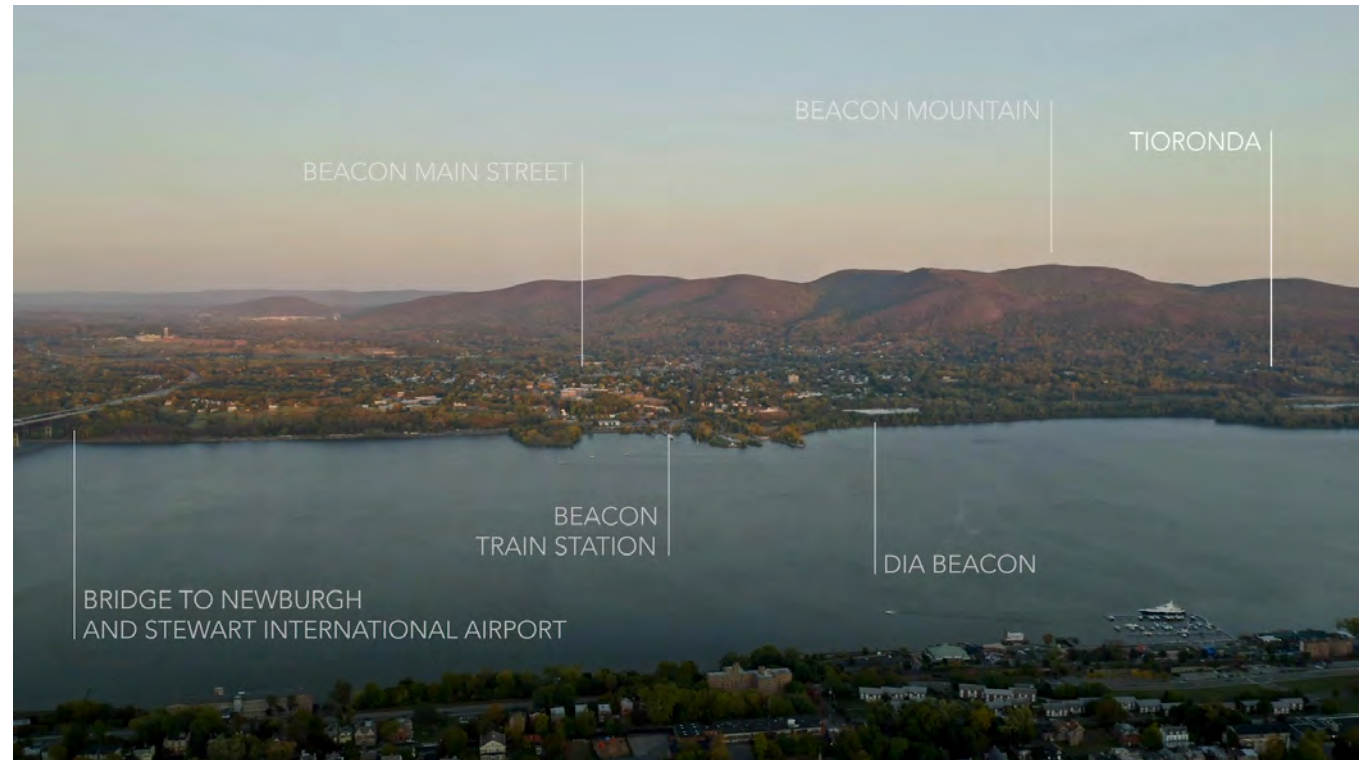 BEACON MOUNTAIN
TIORONDA
BEACON MAIN STREET
BEACON
TRAIN STATION
DIA BEACON
BRIDGE TO NEWBURGH
AND STEWART INTERNATIONAL AIRPORT